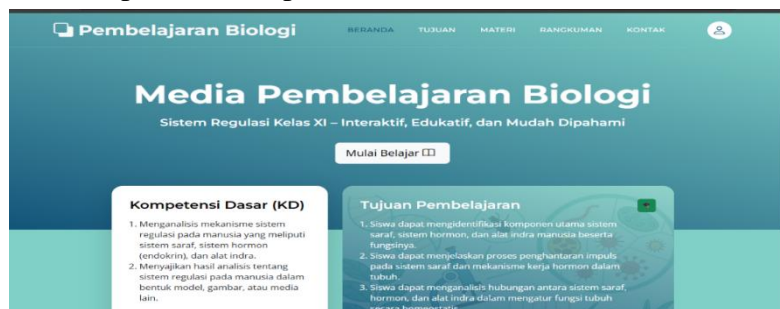 Pembelajaran Biologi
BERANDA TUJUAN MATERI RANGKUMAN KONTAK
Media Pembelajaran Biologi
Sistem Regulasi Kelas XI – Interaktif, Edukatif, dan Mudah Dipahami
Mulai Belajar
Kompetensi Dasar (KD)
1. Menganalisis mekanisme sistem
regulasi pada manusia yang meliputi
sistem saraf, sistem hormon
(endokrin), dan alat indra.
2. Menyajikan hasil analisis tentang
sistem regulasi pada manusia dalam
bentuk model, gambar, atau media
lain.
Tujuan Pembelajaran
1. Siswa dapat mengidentifikasi komponen utama sistem
saraf, sistem hormon, dan alat indra manusia beserta
fungsinya.
2. Siswa dapat menjelaskan proses penghantaran impuls
pada sistem saraf dan mekanisme kerja hormon dalam
tubuh.
3. Siswa dapat menganalisis hubungan antara sistem saraf,
hormon, dan alat indra dalam mengatur fungsi tubuh
secara homeostatis.